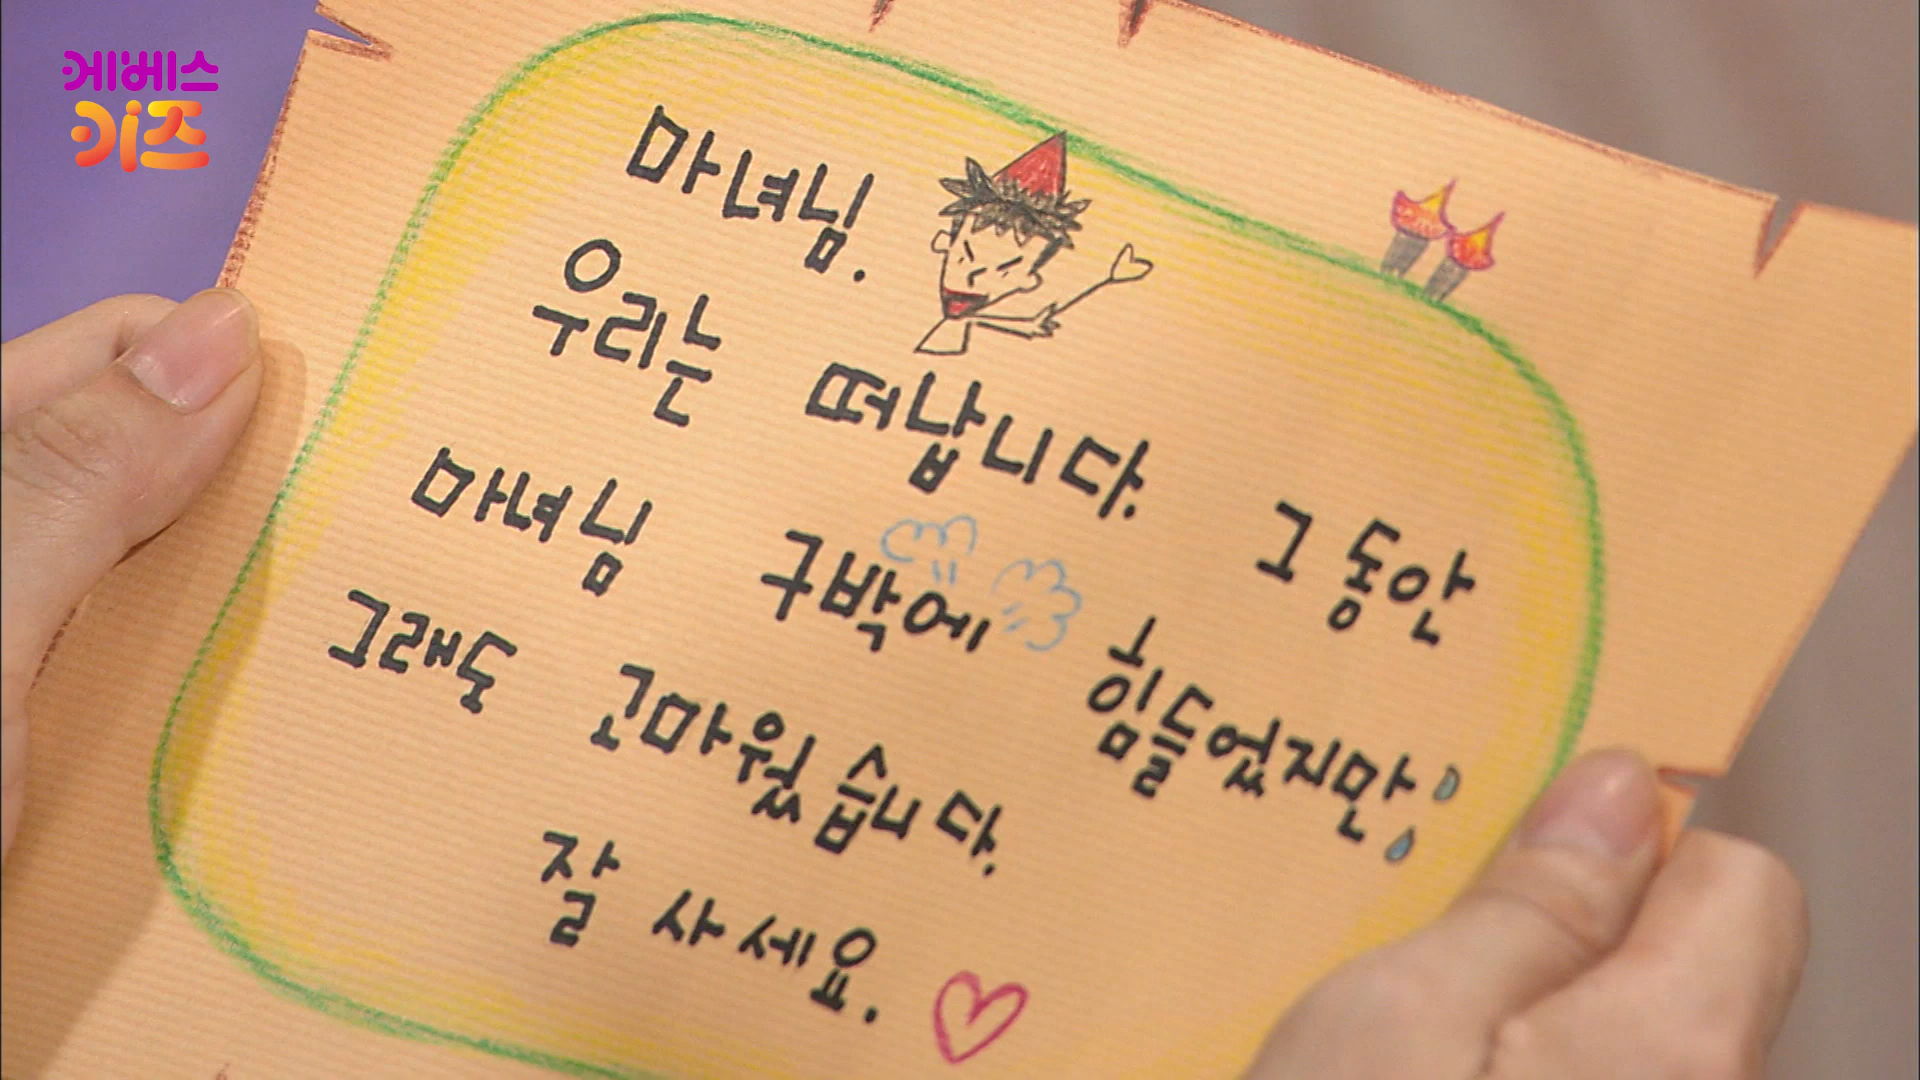 케베스
키즈
마녀님.
우리는 떠납니다. 그 동안
마녀님 구박에 힘들었지만
그래도 고마웠습니다.
잘 사세요.